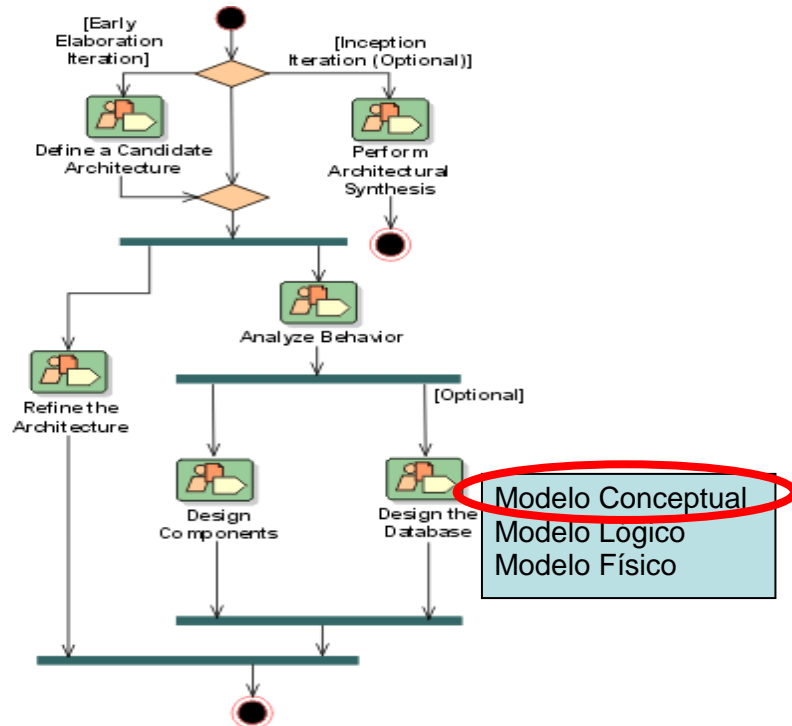 [Early
Elaboration
Iteration]
[Inception
Iteration (Optional)]
Define a Candidate
Architecture
Perform
Architectural
Synthesis
Analyze Behavior
Refine the
Architecture
[Optional]
Design
Components
Design the
Database
Modelo Conceptual
Modelo Lógico
Modelo Físico